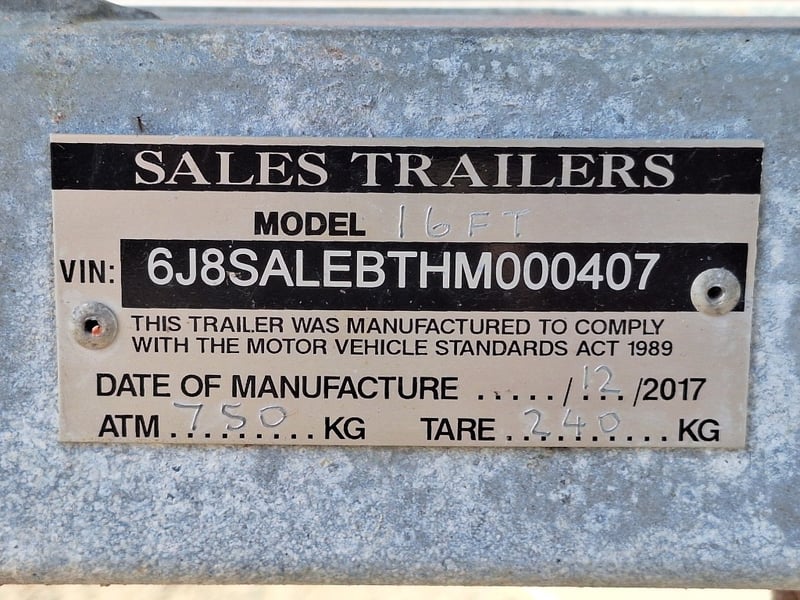 SALES TRAILERS
MODEL 16FT
VIN: 6J8SALEBTHM000407
THIS TRAILER WAS MANUFACTURED TO COMPLY
WITH THE MOTOR VEHICLE STANDARDS ACT 1989
DATE OF MANUFACTURE ...../.12./2017
ATM .750...... KG TARE ..240..... KG